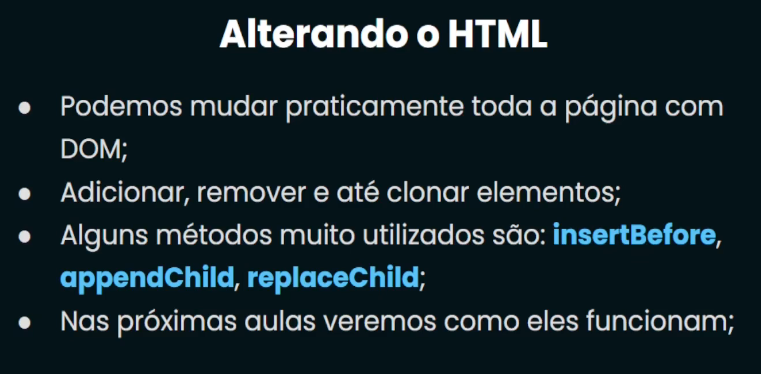 Alterando o HTML
● Podemos mudar praticamente toda a página com
DOM;
● Adicionar, remover e até clonar elementos;
● Alguns métodos muito utilizados são: insertBefore,
appendChild, replaceChild;
● Nas próximas aulas veremos como eles funcionam;